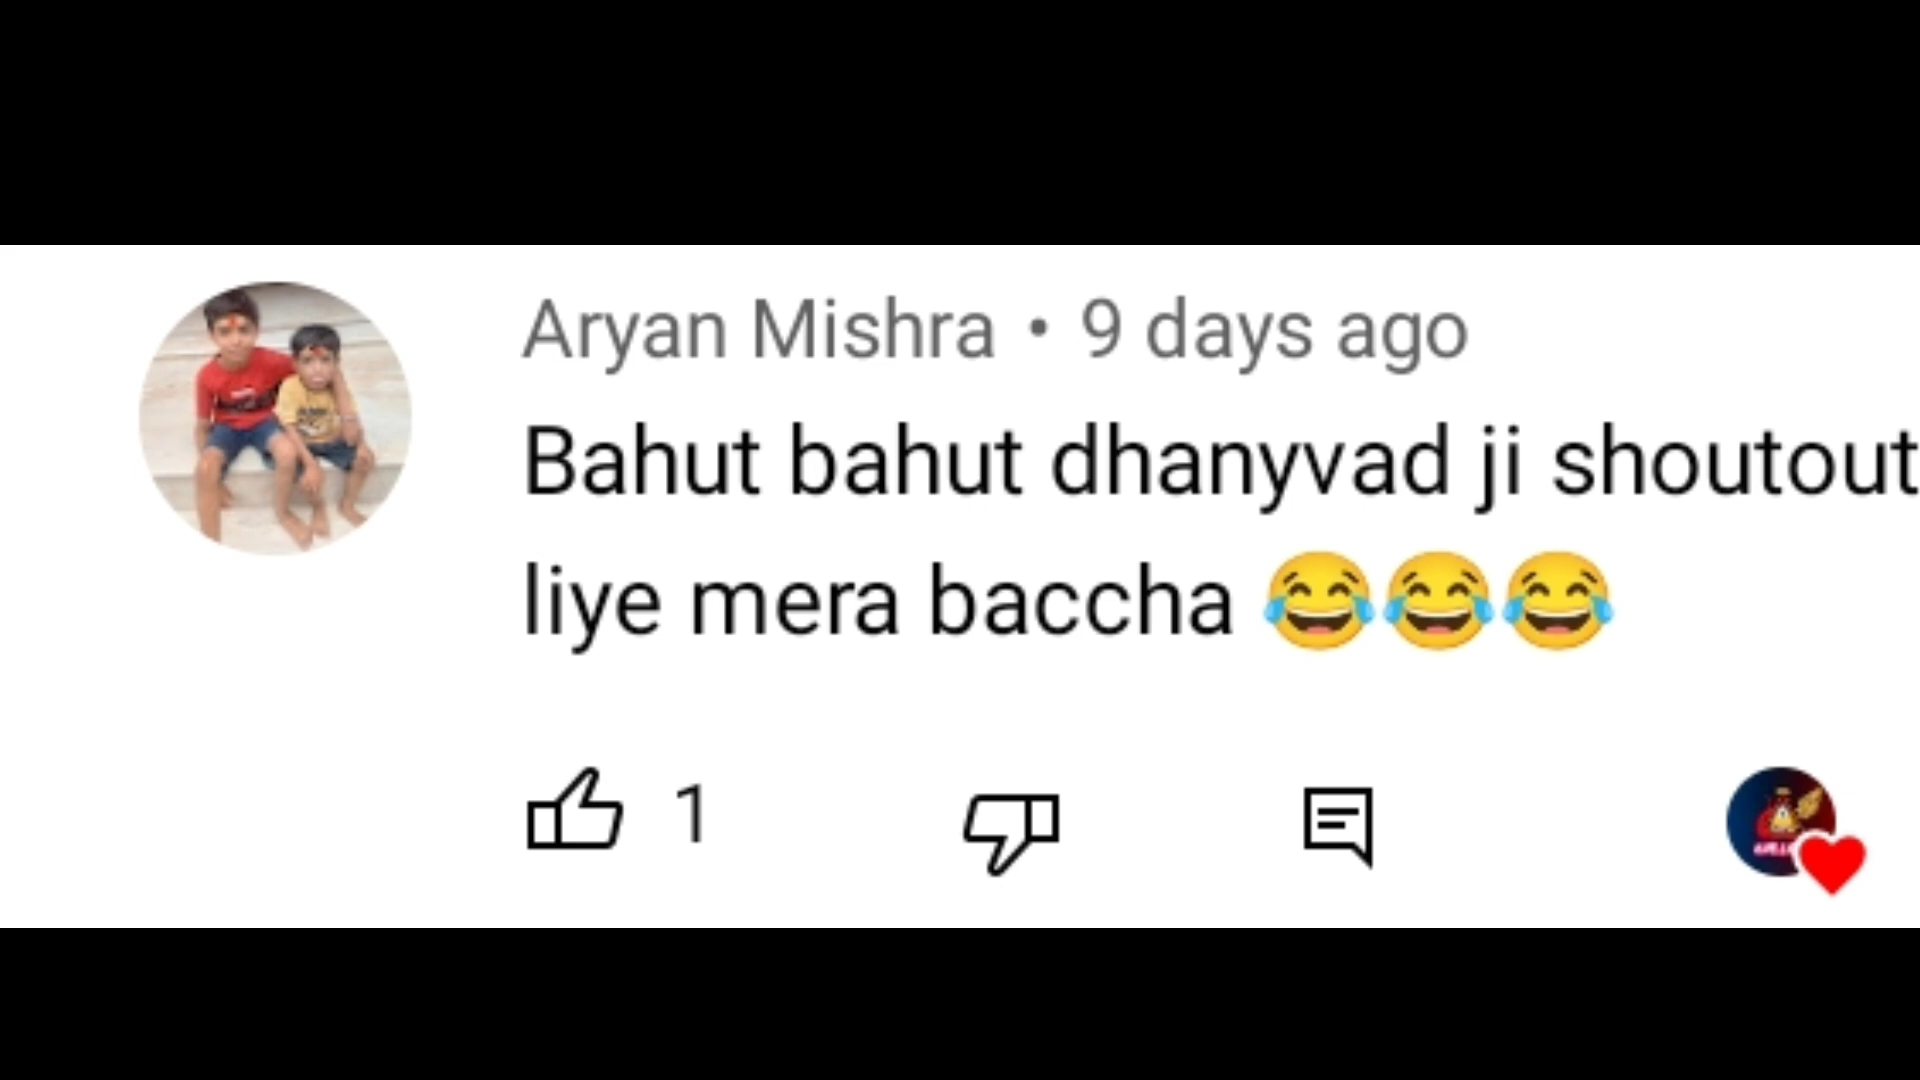 Aryan Mishra • 9 days ago
Bahut bahut dhanyvad ji shoutout
liye mera baccha 😂😂😂
1